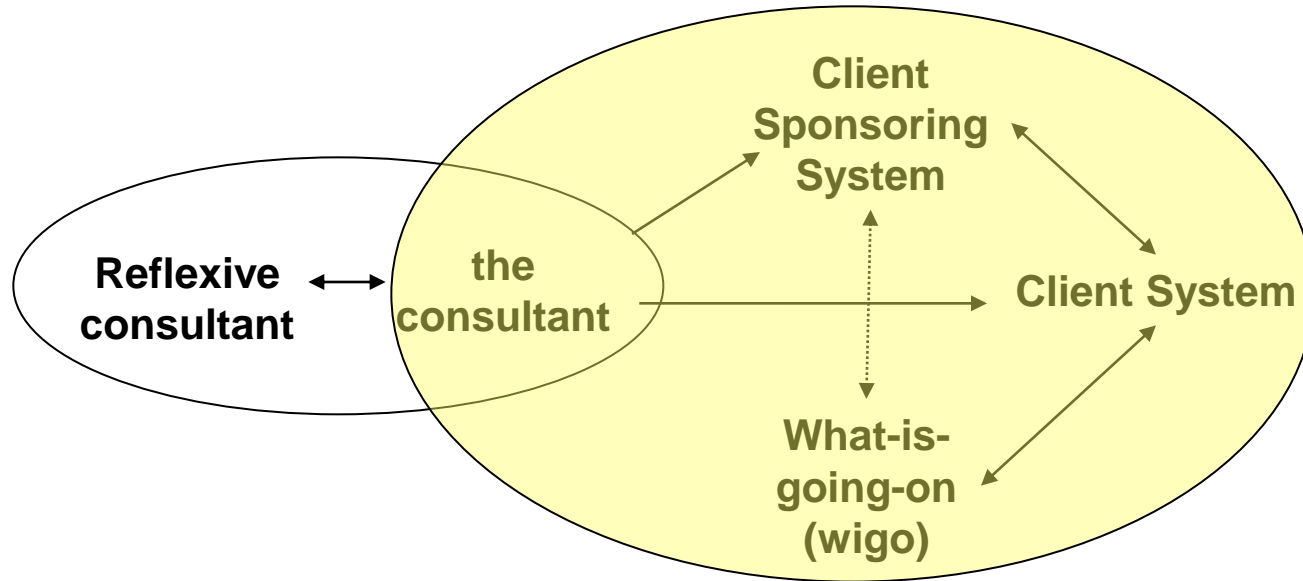 Client
Sponsoring
System
Reflexive
consultant
the
consultant
Client System
What-is-
going-on
(wigo)